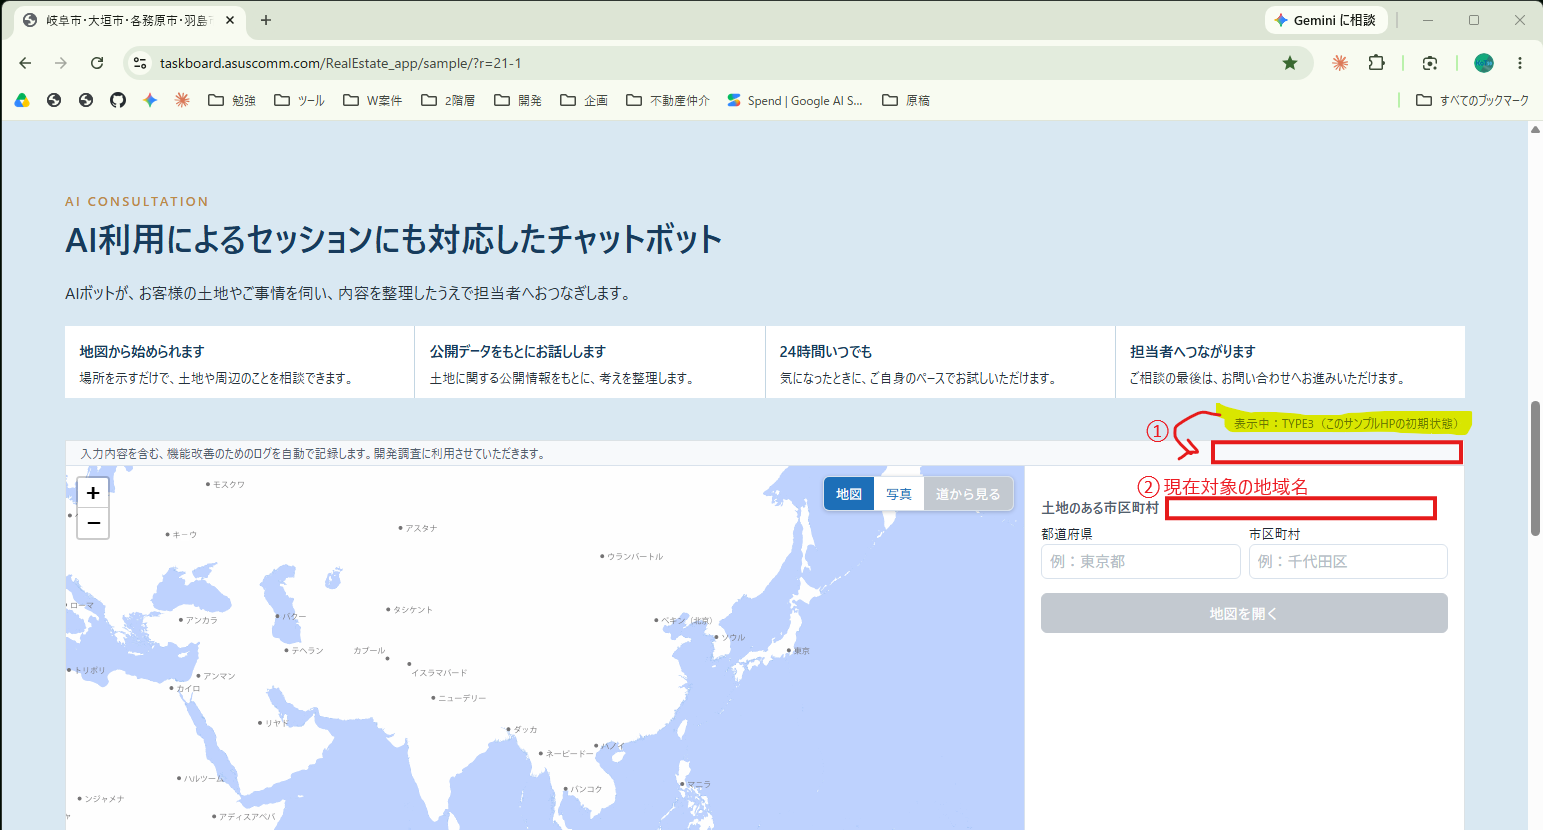 岐阜市・大垣市・各務原市・羽島
Gemini に相談
taskboard.asuscomm.com/RealEstate_app/sample/?r=21-1
勉強
ツール
W案件
2階層
開発
企画
不動産仲介
Spend | Google AI S...
原稿
すべてのブックマーク
AI CONSULTATION
AI利用によるセッションにも対応したチャットボット
AIボットが、お客様の土地やご事情を伺い、内容を整理したうえで担当者へおつなぎします。
地図から始められます
場所を示すだけで、土地や周辺のことを相談できます。
公開データをもとにお話しします
土地に関する公開情報をもとに、考えを整理します。
24時間いつでも
気になったときに、ご自身のペースでお試しいただけます。
担当者へつながります
ご相談の最後は、お問い合わせへお進みいただけます。
表示中：TYPE3（このサンプルHPの初期状態）
①
入力内容を含む、機能改善のためのログを自動で記録します。開発調査に利用させていただきます。
+
−
地図
写真
道から見る
②現在対象の地域名
土地のある市区町村
都道府県
市区町村
例：東京都
例：千代田区
地図を開く
モスクワ
キーウ
アスタナ
ウランバートル
ローマ
アンカラ
バクー
タシケント
ペキン（北京）
ソウル
東京
テヘラン
カブール
イスラマバード
トリポリ
アンマン
カイロ
ニューデリー
リヤド
ダッカ
ネーピードー
ハノイ
ハルツーム
バンコク
マニラ
ンジャメナ
アディスアベバ